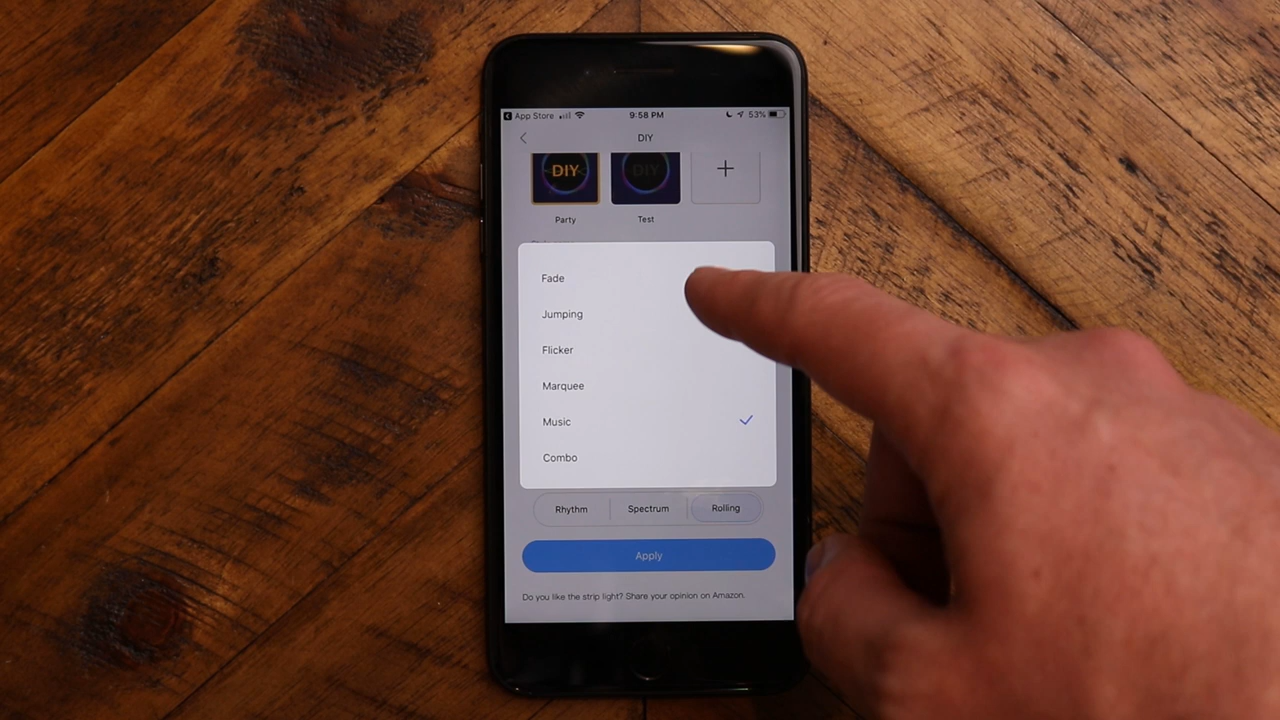 App Store 9:58 PM 53%
DIY
DIY DIY
Party Test
Fade
Jumping
Flicker
Marquee
Music
Combo
Rhythm Spectrum Rolling
Apply
Do you like the strip light? Share your opinion on Amazon.